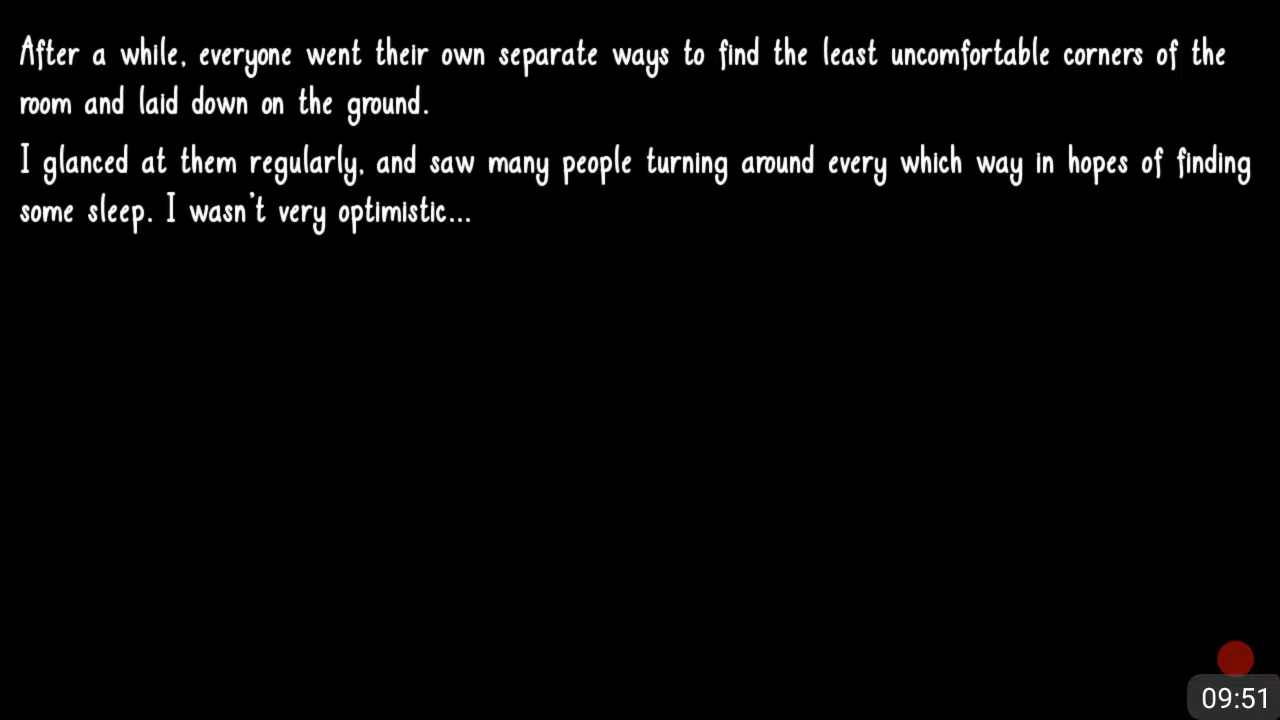 After a while, everyone went their own separate ways to find the least uncomfortable corners of the
room and laid down on the ground.
I glanced at them regularly, and saw many people turning around every which way in hopes of finding
some sleep. I wasn't very optimistic...
09:51